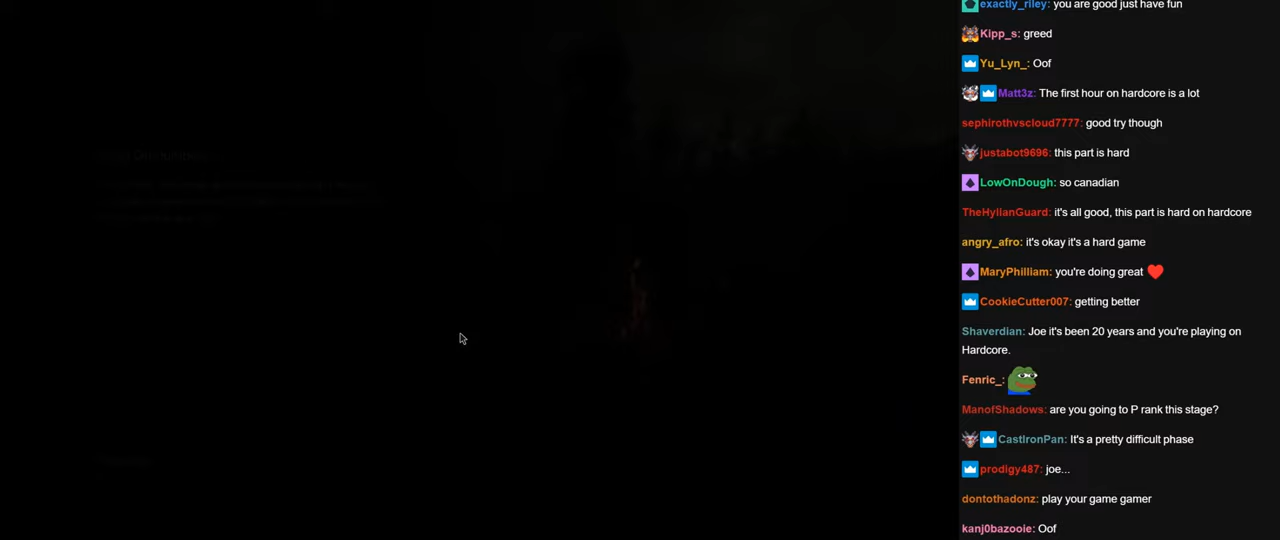 exactly_riley: you are good just have fun
Kipp_s: greed
Yu_Lyn_: Oof
Matt3z: The first hour on hardcore is a lot
sephirothvscloud7777: good try though
justabot9696: this part is hard
LowOnDough: so canadian
TheHylianGuard: it's all good, this part is hard on hardcore
angry_afro: it's okay it's a hard game
MaryPhilliam: you're doing great
CookieCutter007: getting better
Shaverdian: Joe it's been 20 years and you're playing on
Hardcore.
Fenric_:
ManofShadows: are you going to P rank this stage?
CastIronPan: It's a pretty difficult phase
prodigy487: joe...
dontothadonz: play your game gamer
kanj0bazooie: Oof